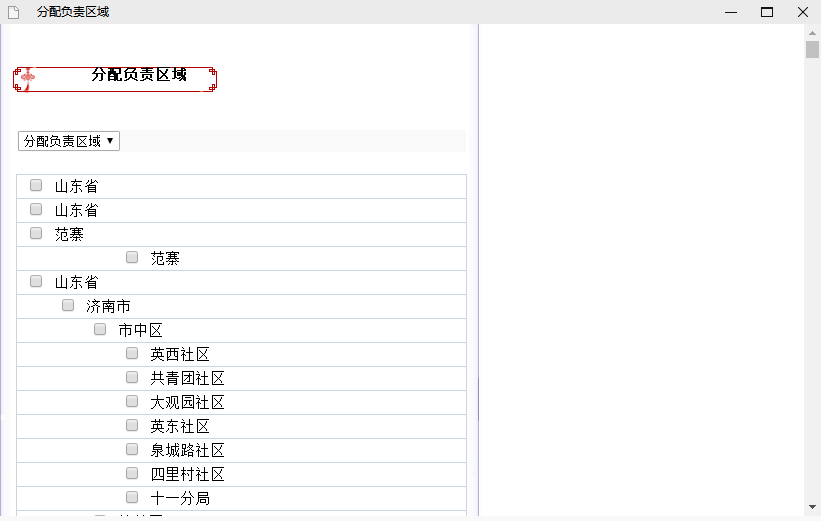 分配负责区域
分配负责区域
分配负责区域
山东省
山东省
范寨
范寨
山东省
济南市
市中区
英西社区
共青团社区
大观园社区
英东社区
泉城路社区
四里村社区
十一分局